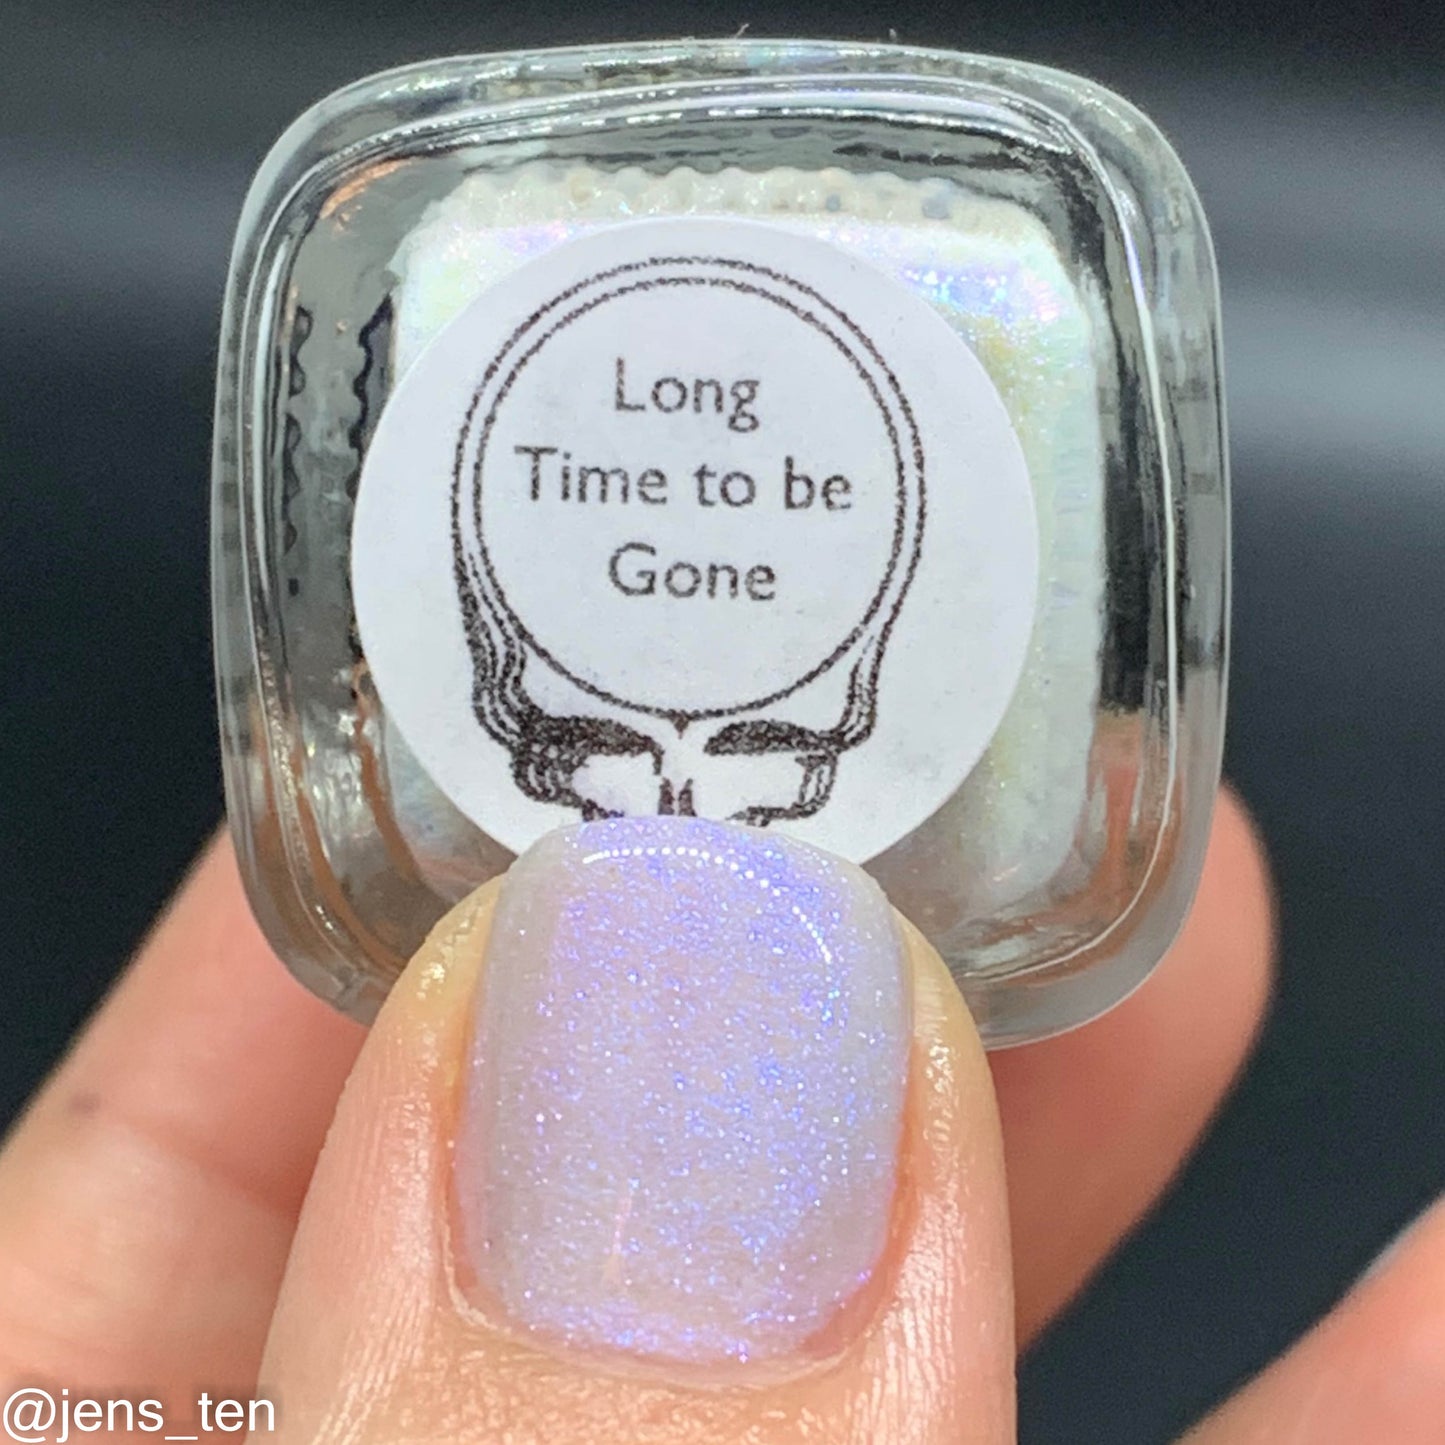 Long
Time to be
Gone
@jens_ten